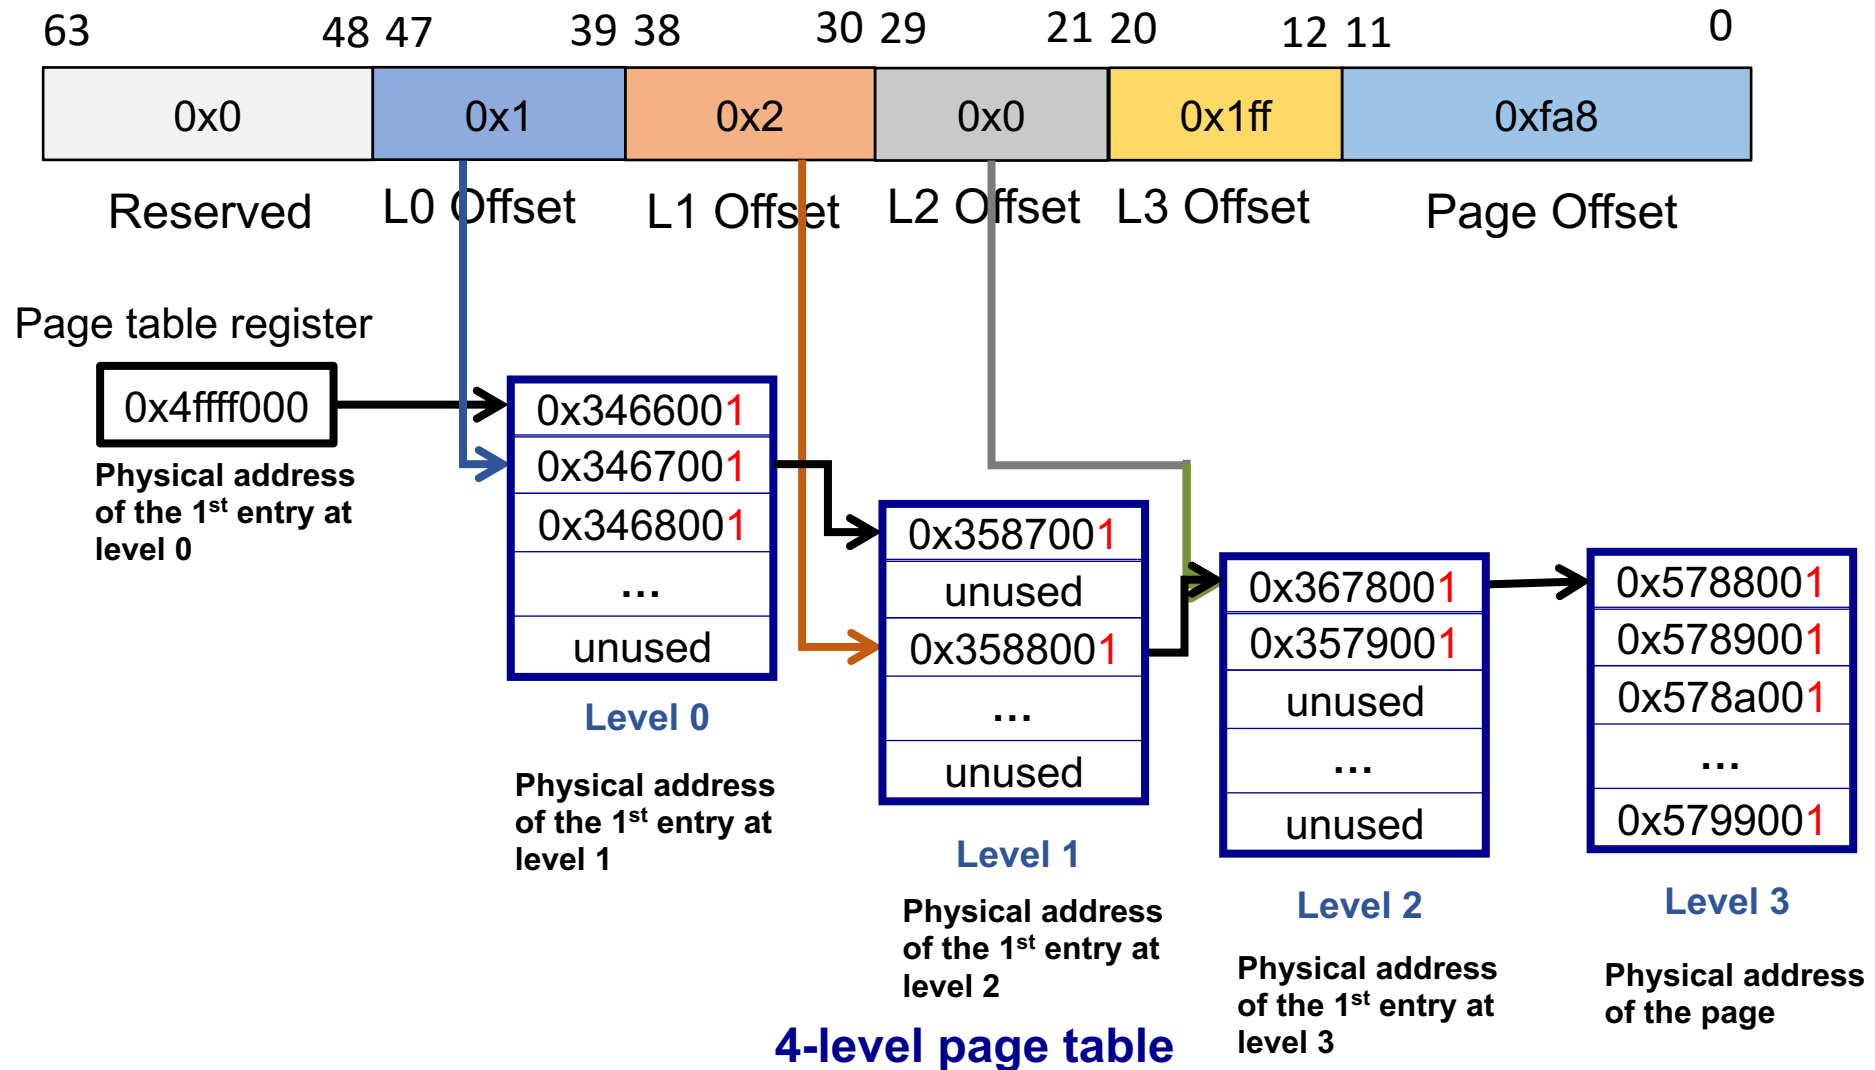 63 48 47 39 38 30 29 21 20 12 11 0
0x0 0x1 0x2 0x0 0x1ff 0xfa8
Reserved L0 Offset L1 Offset L2 Offset L3 Offset Page Offset
Page table register
0x4ffff000
Physical address
of the 1st entry at
level 0
0x3466001
0x3467001
0x3468001
...
unused
Level 0
Physical address
of the 1st entry at
level 1
0x3587001
unused
0x3588001
...
unused
Level 1
Physical address
of the 1st entry at
level 2
0x3678001
0x3579001
unused
...
unused
Level 2
Physical address
of the 1st entry at
level 3
0x5788001
0x5789001
0x578a001
...
0x5799001
Level 3
Physical address
of the page
4-level page table